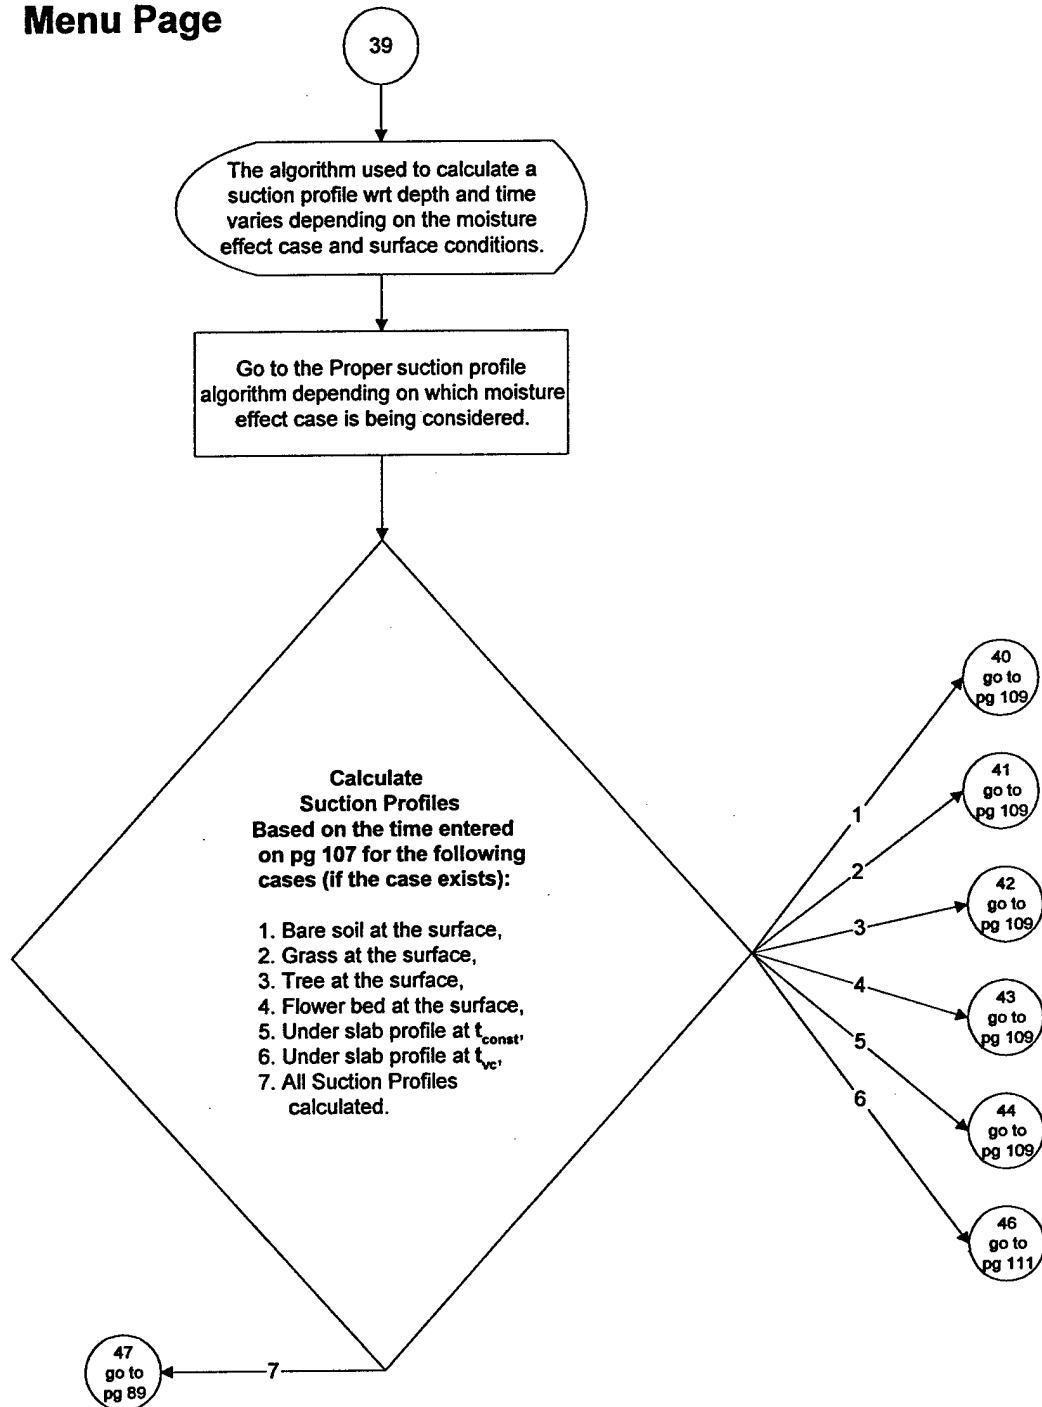 Menu Page
39
The algorithm used to calculate a
suction profile wrt depth and time
varies depending on the moisture
effect case and surface conditions.
Go to the Proper suction profile
algorithm depending on which moisture
effect case is being considered.
Calculate
Suction Profiles
Based on the time entered
on pg 107 for the following
cases (if the case exists):
1. Bare soil at the surface,
2. Grass at the surface,
3. Tree at the surface,
4. Flower bed at the surface,
5. Under slab profile at t_const,
6. Under slab profile at t_vc,
7. All Suction Profiles
calculated.
1
2
3
4
5
6
40
go to
pg 109
41
go to
pg 109
42
go to
pg 109
43
go to
pg 109
44
go to
pg 109
46
go to
pg 111
7
47
go to
pg 89